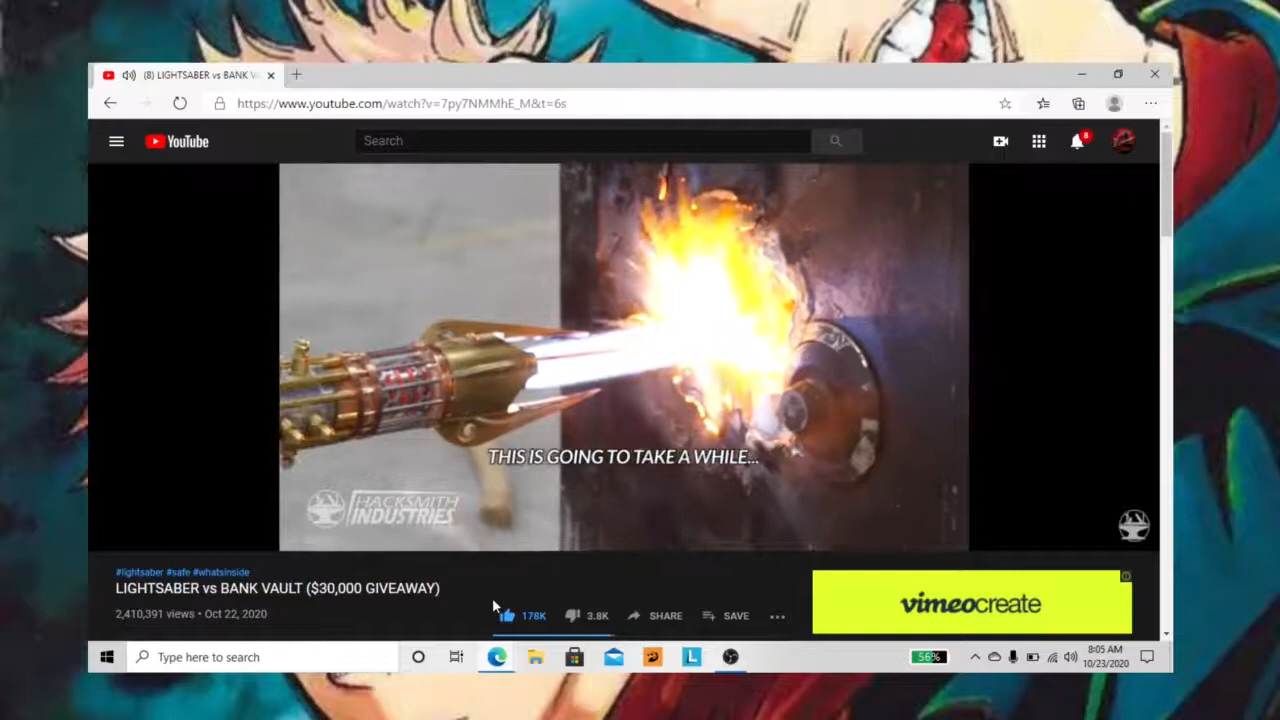 (8) LIGHTSABER vs BANK V
https://www.youtube.com/watch?v=7py7NMMhE_M&t=6s
YouTube
Search
8
THIS IS GOING TO TAKE A WHILE...
HACKSMITH
INDUSTRIES
#lightsaber #safe #whatsinside
LIGHTSABER vs BANK VAULT ($30,000 GIVEAWAY)
2,410,391 views • Oct 22, 2020
178K
3.8K
SHARE
SAVE
vimeocreate
Type here to search
L
56%
8:05 AM
10/23/2020